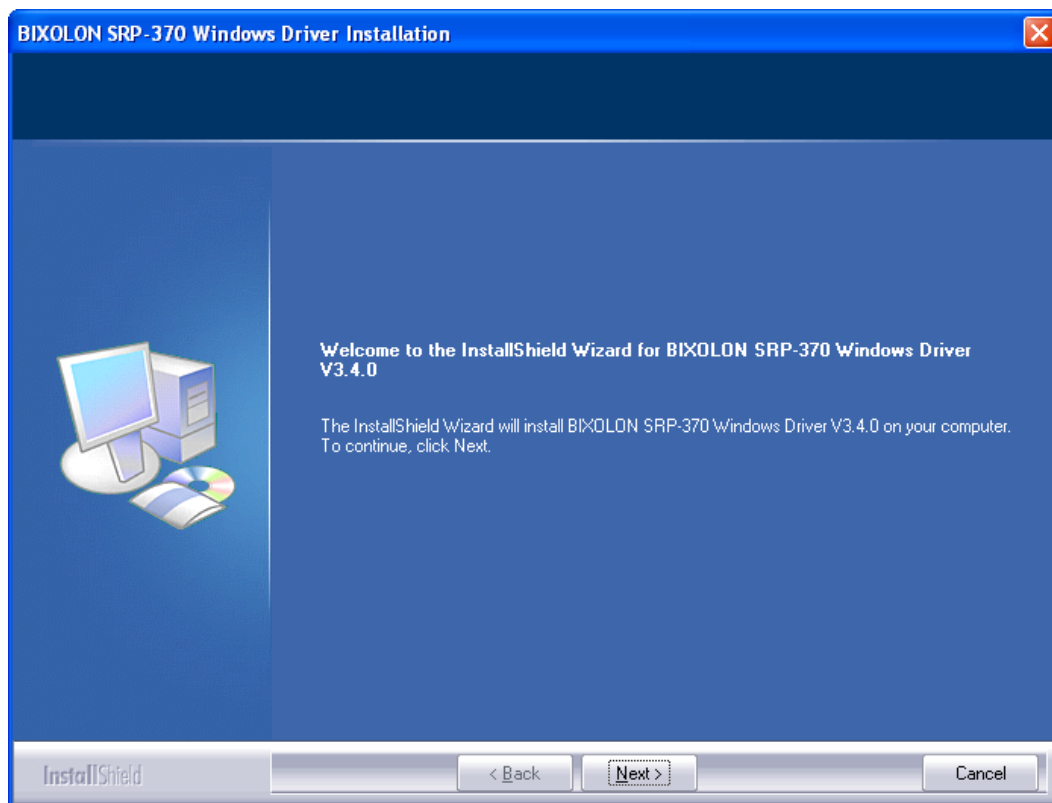 BIXOLON SRP-370 Windows Driver Installation
Welcome to the InstallShield Wizard for BIXOLON SRP-370 Windows Driver
V3.4.0
The InstallShield Wizard will install BIXOLON SRP-370 Windows Driver V3.4.0 on your computer.
To continue, click Next.
InstallShield
< Back
Next >
Cancel